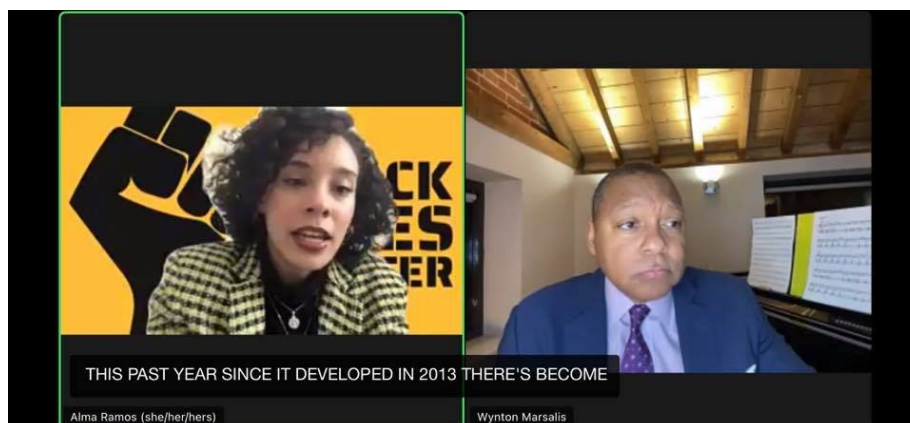 CK
ES
ER
THIS PAST YEAR SINCE IT DEVELOPED IN 2013 THERE'S BECOME
Alma Ramos (she/her/hers)
Wynton Marsalis